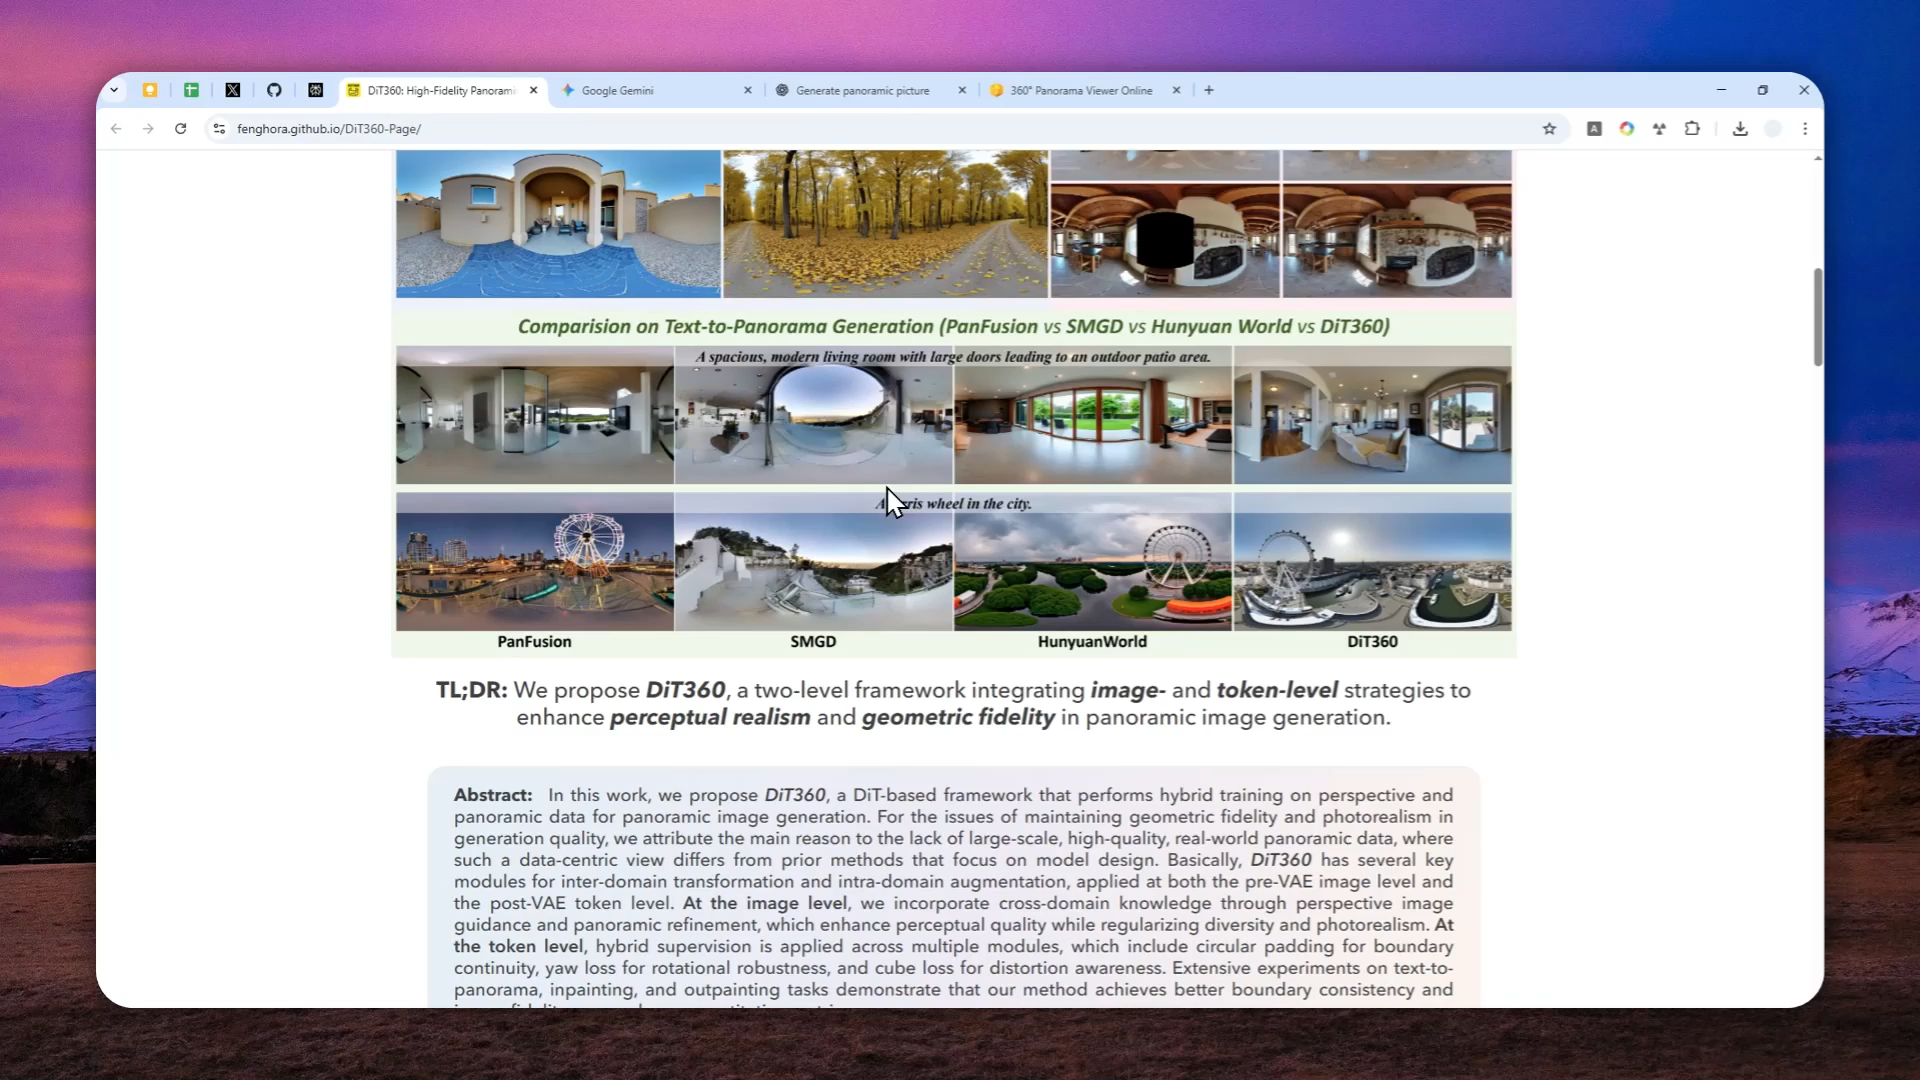 DiT360: High-Fidelity Panorami
Google Gemini
Generate panoramic picture
360° Panorama Viewer Online
fenghora.github.io/DiT360-Page/
Comparision on Text-to-Panorama Generation (PanFusion vs SMGD vs Hunyuan World vs DiT360)
A spacious, modern living room with large doors leading to an outdoor patio area.
A ris wheel in the city.
PanFusion
SMGD
HunyuanWorld
DiT360
TL;DR: We propose DiT360, a two-level framework integrating image- and token-level strategies to
enhance perceptual realism and geometric fidelity in panoramic image generation.
Abstract: In this work, we propose DiT360, a DiT-based framework that performs hybrid training on perspective and
panoramic data for panoramic image generation. For the issues of maintaining geometric fidelity and photorealism in
generation quality, we attribute the main reason to the lack of large-scale, high-quality, real-world panoramic data, where
such a data-centric view differs from prior methods that focus on model design. Basically, DiT360 has several key
modules for inter-domain transformation and intra-domain augmentation, applied at both the pre-VAE image level and
the post-VAE token level. At the image level, we incorporate cross-domain knowledge through perspective image
guidance and panoramic refinement, which enhance perceptual quality while regularizing diversity and photorealism. At
the token level, hybrid supervision is applied across multiple modules, which include circular padding for boundary
continuity, yaw loss for rotational robustness, and cube loss for distortion awareness. Extensive experiments on text-to-
panorama, inpainting, and outpainting tasks demonstrate that our method achieves better boundary consistency and